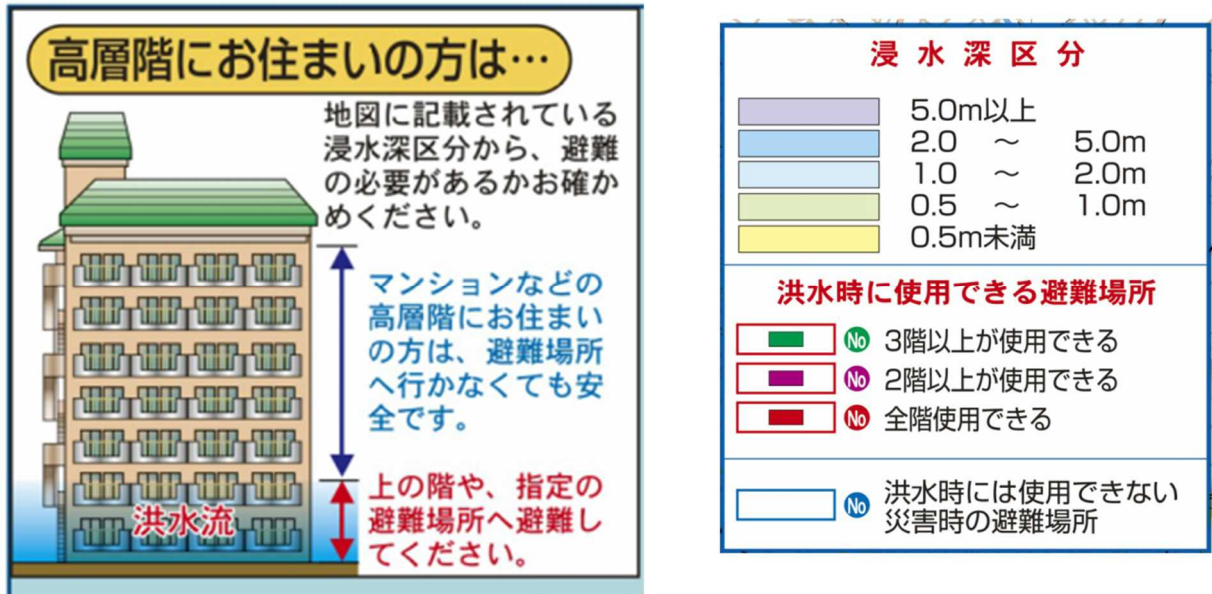 高層階にお住まいの方は…
地図に記載されている
浸水深区分から、避難
の必要があるかお確か
めください。
マンションなどの
高層階にお住まい
の方は、避難場所
へ行かなくても安
全です。
上の階や、指定の
避難場所へ避難し
てください。
洪水流
浸水深区分
5.0m以上
2.0 ～ 5.0m
1.0 ～ 2.0m
0.5 ～ 1.0m
0.5m未満
洪水時に使用できる避難場所
No 3階以上が使用できる
No 2階以上が使用できる
No 全階使用できる
No 洪水時には使用できない
災害時の避難場所